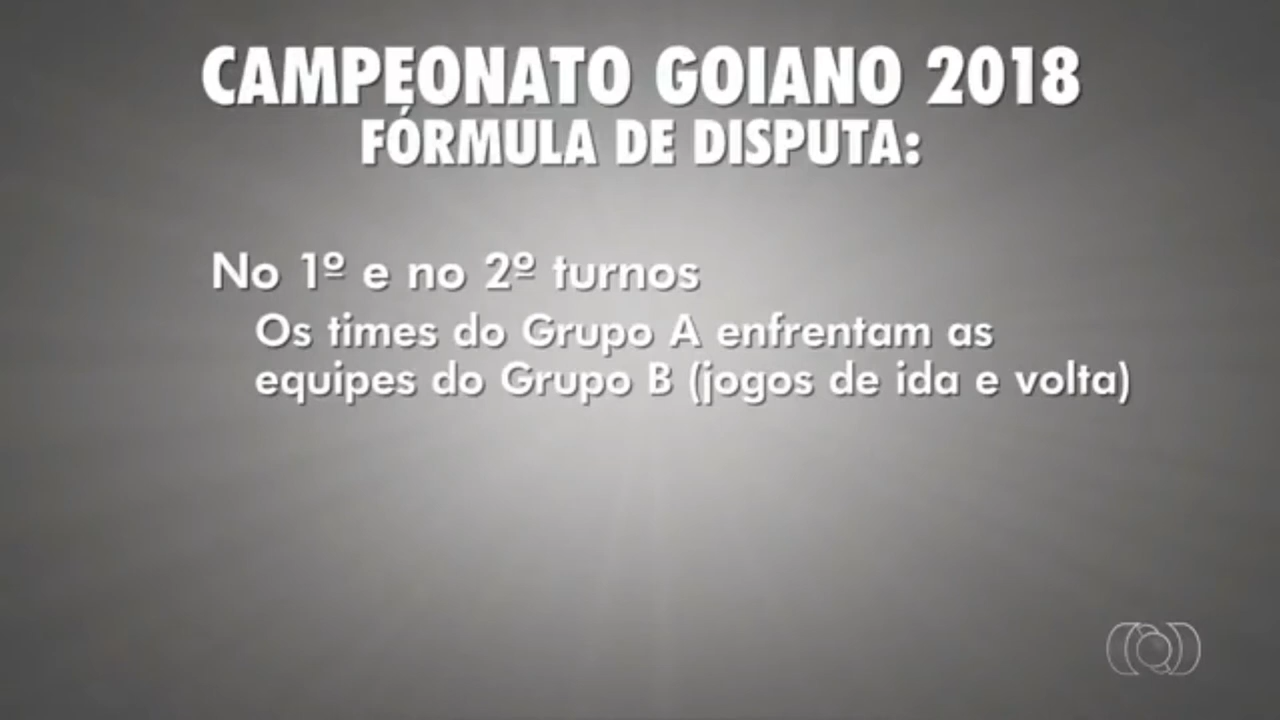 CAMPEONATO GOIANO 2018
FÓRMULA DE DISPUTA:
No 1º e no 2º turnos
Os times do Grupo A enfrentam as
equipes do Grupo B (jogos de ida e volta)